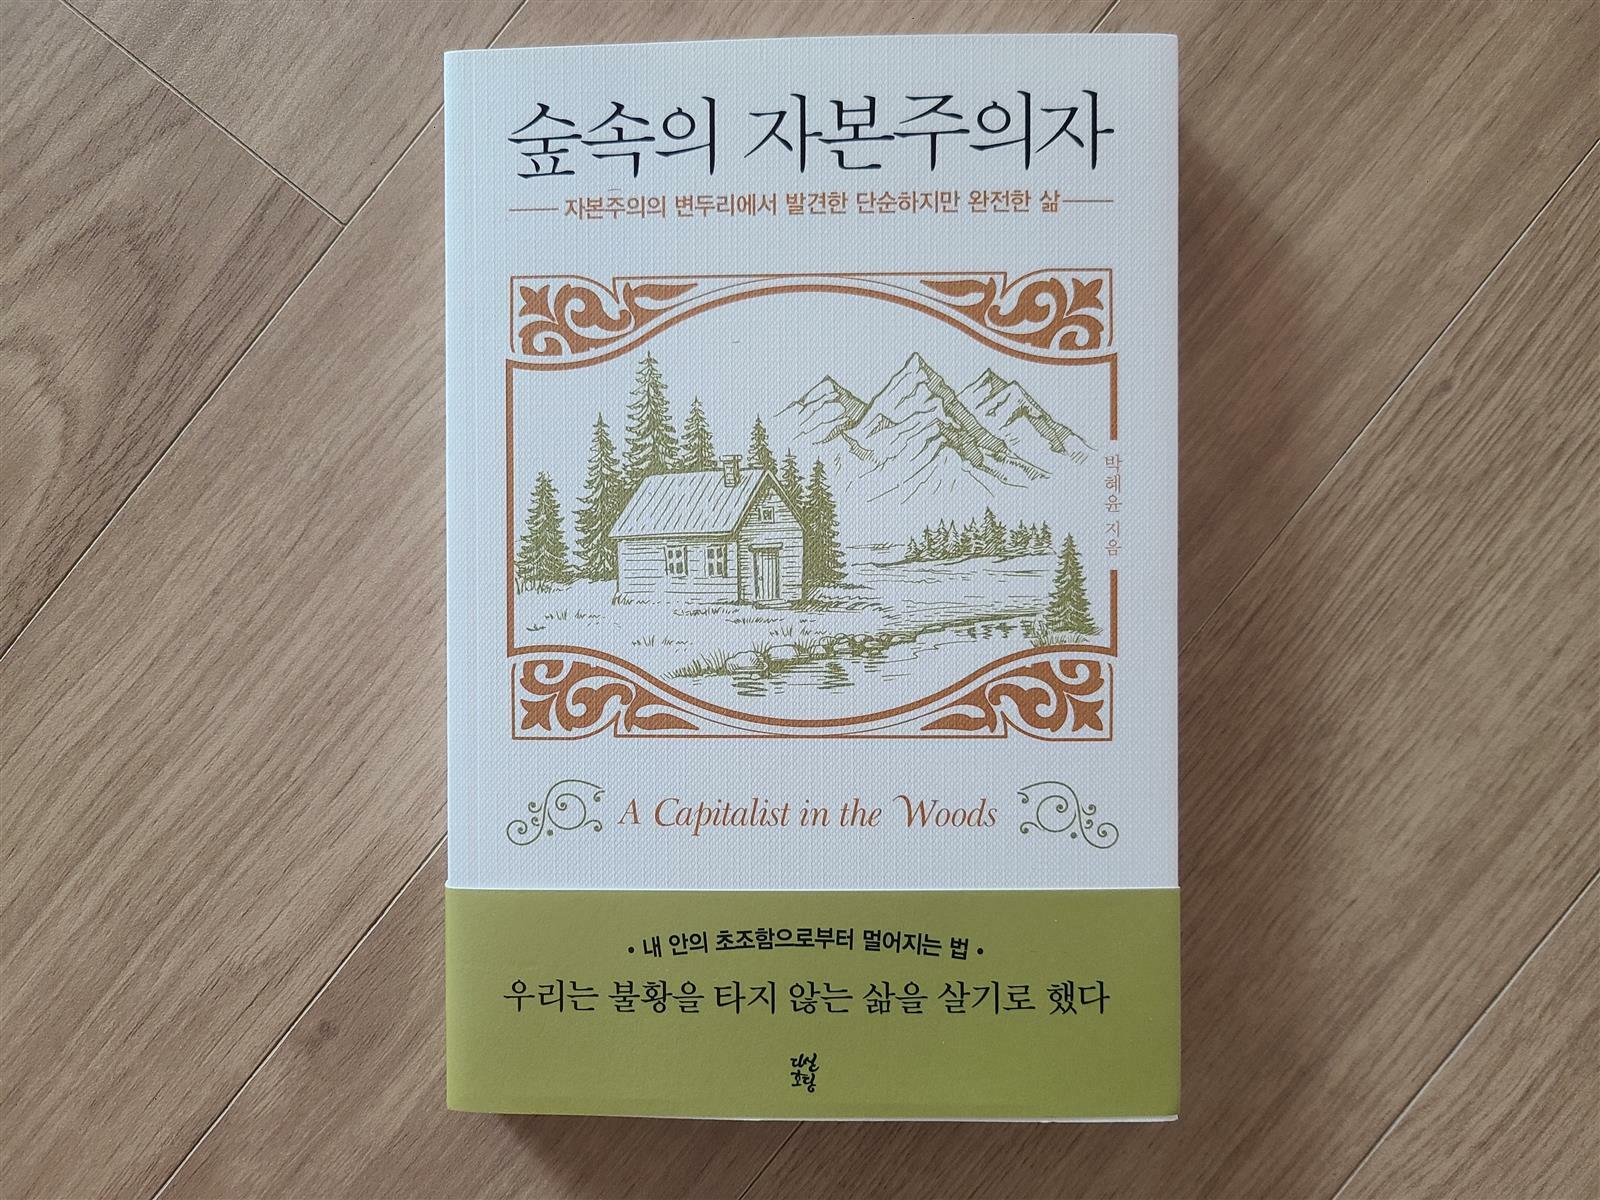 숲속의 자본주의자
자본주의의 변두리에서 발견한 단순하지만 완전한 삶
박혜윤 지음
A Capitalist in the Woods
• 내 안의 초조함으로부터 멀어지는 법 •
우리는 불황을 타지 않는 삶을 살기로 했다
다산
초당